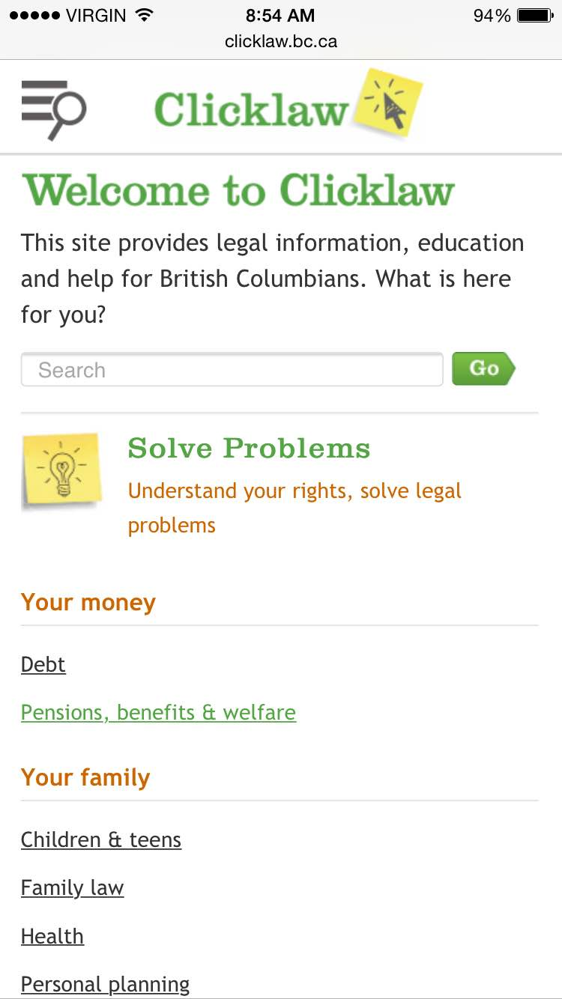 VIRGIN 8:54 AM 94%
clicklaw.bc.ca
Clicklaw
Welcome to Clicklaw
This site provides legal information, education
and help for British Columbians. What is here
for you?
Search Go
Solve Problems
Understand your rights, solve legal
problems
Your money
Debt
Pensions, benefits & welfare
Your family
Children & teens
Family law
Health
Personal planning